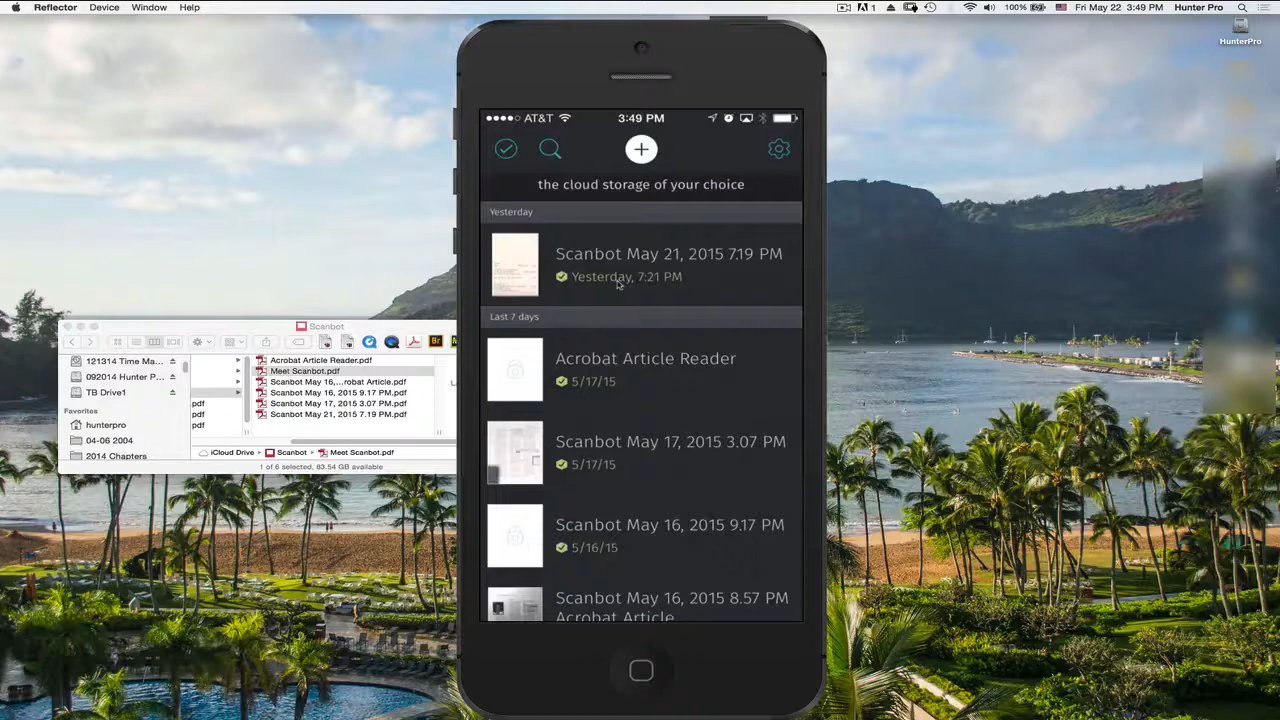 Reflector Device Window Help
1 100% Fri May 22 3:49 PM Hunter Pro
HunterPro
AT&T 3:49 PM
the cloud storage of your choice
Yesterday
Scanbot May 21, 2015 7.19 PM
Yesterday, 7:21 PM
Last 7 days
Acrobat Article Reader
5/17/15
Scanbot May 17, 2015 3.07 PM
5/17/15
Scanbot May 16, 2015 9.17 PM
5/16/15
Scanbot May 16, 2015 8.57 PM
Acrobat Article
Scanbot
Br
121314 Time Ma...
092014 Hunter P...
TB Drive1
Favorites
hunterpro
04-06 2004
2014 Chapters
pdf
pdf
pdf
Acrobat Article Reader.pdf
Meet Scanbot.pdf
Scanbot May 16,...robat Article.pdf
Scanbot May 16, 2015 9.17 PM.pdf
Scanbot May 17, 2015 3.07 PM.pdf
Scanbot May 21, 2015 7.19 PM.pdf
iCloud Drive Scanbot Meet Scanbot.pdf
1 of 6 selected, 83.54 GB available